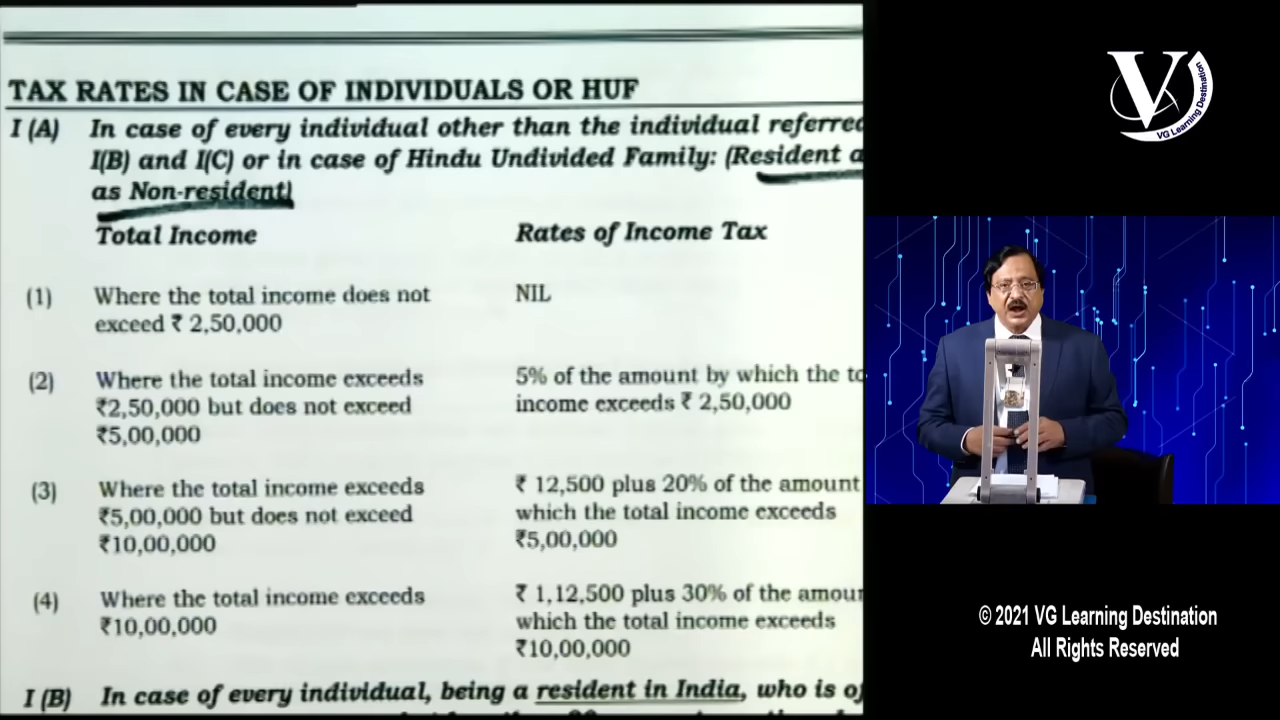 TAX RATES IN CASE OF INDIVIDUALS OR HUF
I (A) In case of every individual other than the individual referred
I(B) and I(C) or in case of Hindu Undivided Family: (Resident a
as Non-resident)
Total Income Rates of Income Tax
(1) Where the total income does not NIL
exceed ₹ 2,50,000
(2) Where the total income exceeds 5% of the amount by which the to
₹2,50,000 but does not exceed income exceeds ₹ 2,50,000
₹5,00,000
(3) Where the total income exceeds ₹ 12,500 plus 20% of the amount
₹5,00,000 but does not exceed which the total income exceeds
₹10,00,000 ₹5,00,000
(4) Where the total income exceeds ₹ 1,12,500 plus 30% of the amou
₹10,00,000 which the total income exceeds
₹10,00,000
I (B) In case of every individual, being a resident in India, who is of
V
VG Learning Destination
© 2021 VG Learning Destination
All Rights Reserved